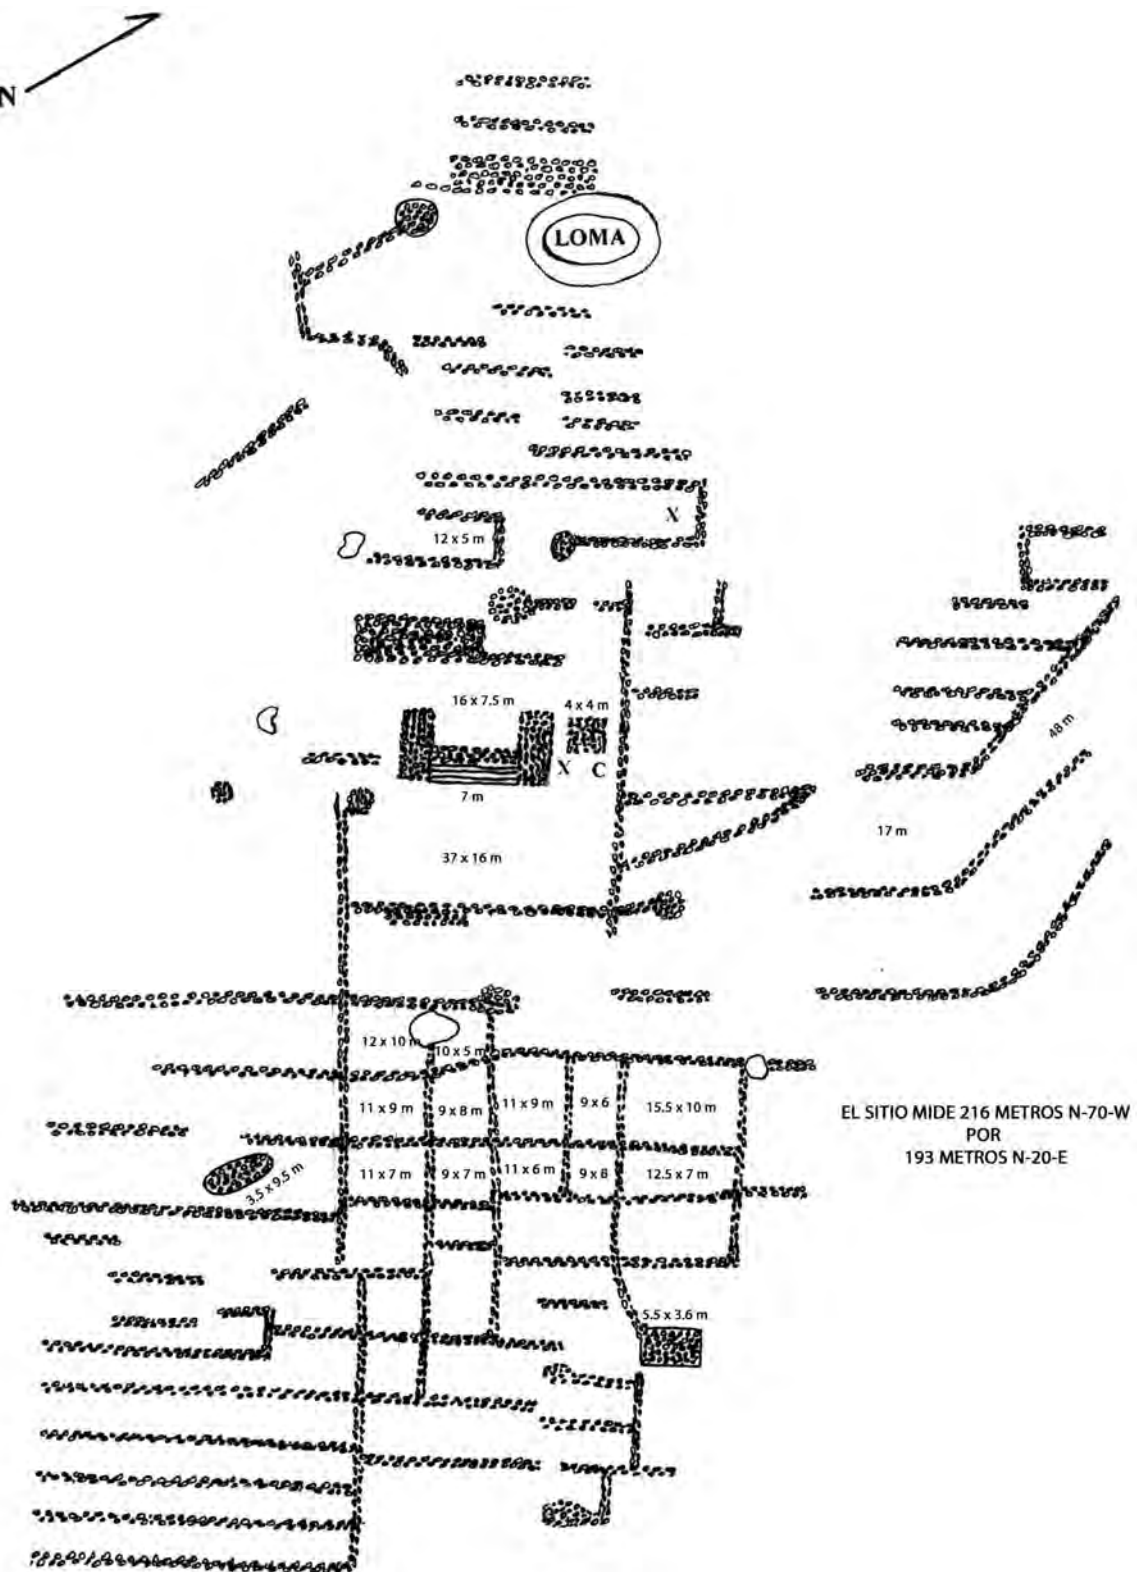 N
LOMA
X
12 x 5 m
16 x 7.5 m
4 x 4 m
X C
7 m
48 m
17 m
37 x 16 m
12 x 10 m
10 x 5 m
11 x 9 m
9 x 8 m
11 x 9 m
9 x 6
15.5 x 10 m
EL SITIO MIDE 216 METROS N-70-W
POR
193 METROS N-20-E
3.5 x 9.5 m
11 x 7 m
9 x 7 m
11 x 6 m
9 x 8
12.5 x 7 m
5.5 x 3.6 m